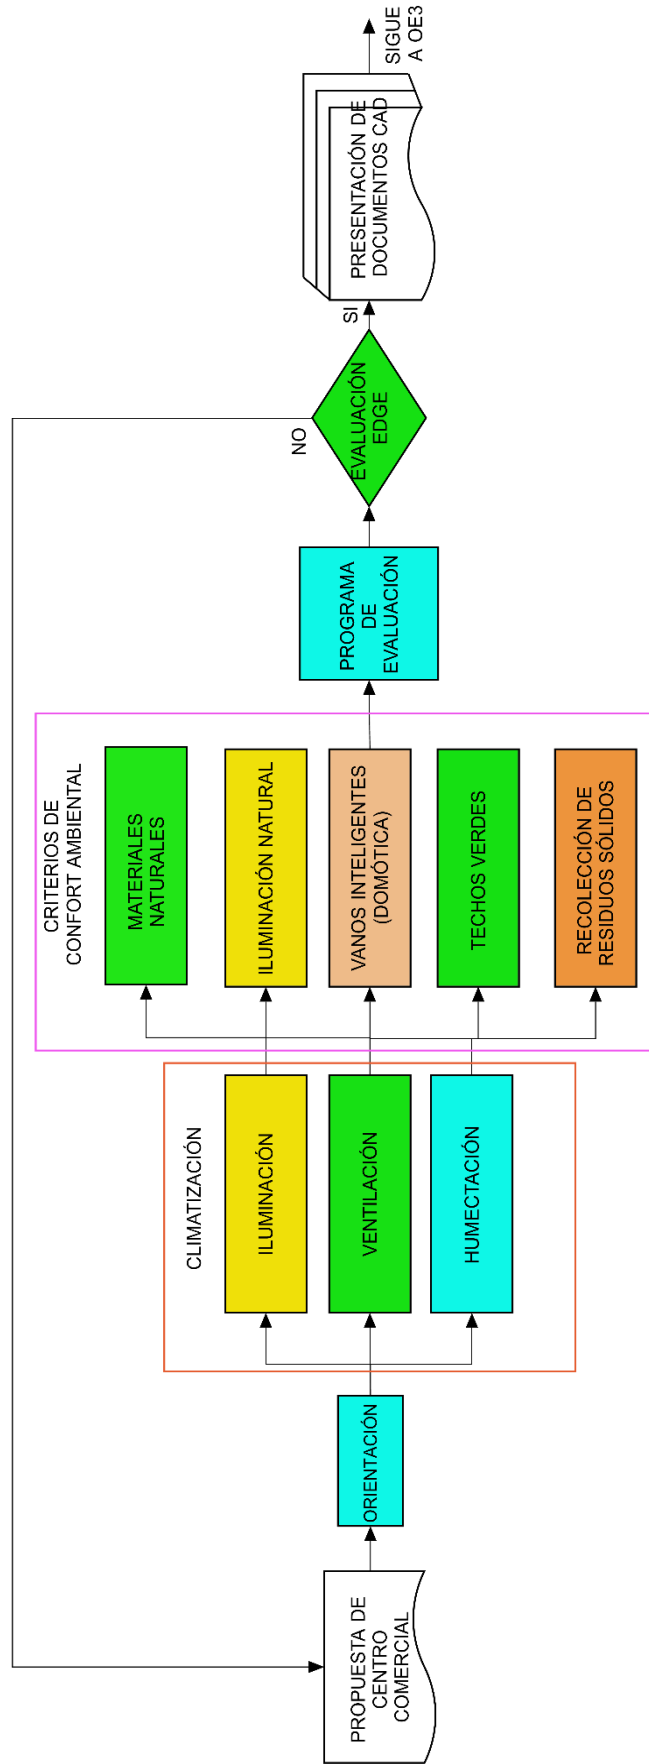 PROPUESTA DE
CENTRO
COMERCIAL
ORIENTACIÓN
CLIMATIZACIÓN
ILUMINACIÓN
VENTILACIÓN
HUMECTACIÓN
CRITERIOS DE
CONFORT AMBIENTAL
MATERIALES
NATURALES
ILUMINACIÓN NATURAL
VANOS INTELIGENTES
(DOMÓTICA)
TECHOS VERDES
RECOLECCIÓN DE
RESIDUOS SÓLIDOS
PROGRAMA
DE
EVALUACIÓN
EVALUACIÓN
EDGE
NO
SI
PRESENTACIÓN DE
DOCUMENTOS CAD
SIGUE
A OE3